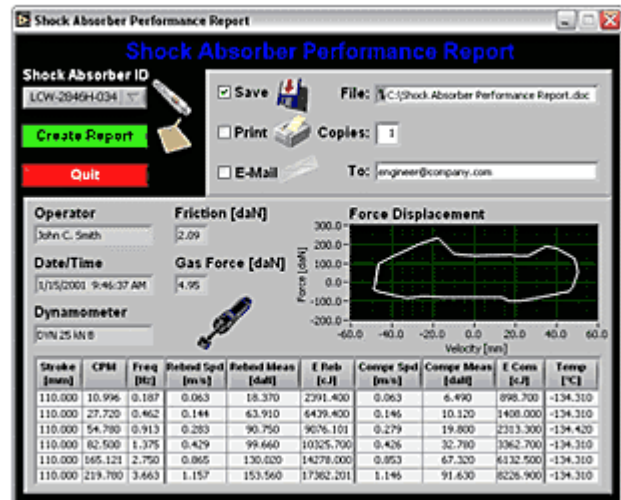 Shock Absorber Performance Report
Shock Absorber Performance Report
Shock Absorber ID
LCW-2846H-034
Create Report
Quit
Save
File: C:\Shock Absorber Performance Report.doc
Print
Copies: 1
E-Mail
To: engineer@company.com
Operator
John C. Smith
Friction [daN]
2.09
Date/Time
1/15/2001 9:46:37 AM
Gas Force [daN]
4.95
Dynamometer
DYN 25 kN 8
Force Displacement
Force [daN]
300.0
200.0
100.0
0.0
-100.0
-200.0
-60.0 -40.0 -20.0 0.0 20.0 40.0 60.0
Velocity [mm]
Stroke [mm] CPM Freq [Hz] Rebnd Spd [m/s] Rebnd Meas [daN] E Reb [cJ] Compr Spd [m/s] Compr Meas [daN] E Com [cJ] Temp [°C]
110.000 10.996 0.187 0.063 18.370 2391.400 0.063 6.490 898.700 -134.310
110.000 27.720 0.462 0.144 63.910 6439.400 0.146 10.120 1408.000 -134.310
110.000 54.780 0.913 0.283 90.750 9076.101 0.279 19.800 2313.300 -134.420
110.000 82.500 1.375 0.429 99.660 10325.700 0.426 32.780 3362.700 -134.310
110.000 165.121 2.750 0.865 130.020 14278.000 0.853 67.320 6132.500 -134.310
110.000 219.780 3.663 1.157 153.560 17382.201 1.146 91.630 8226.900 -134.310